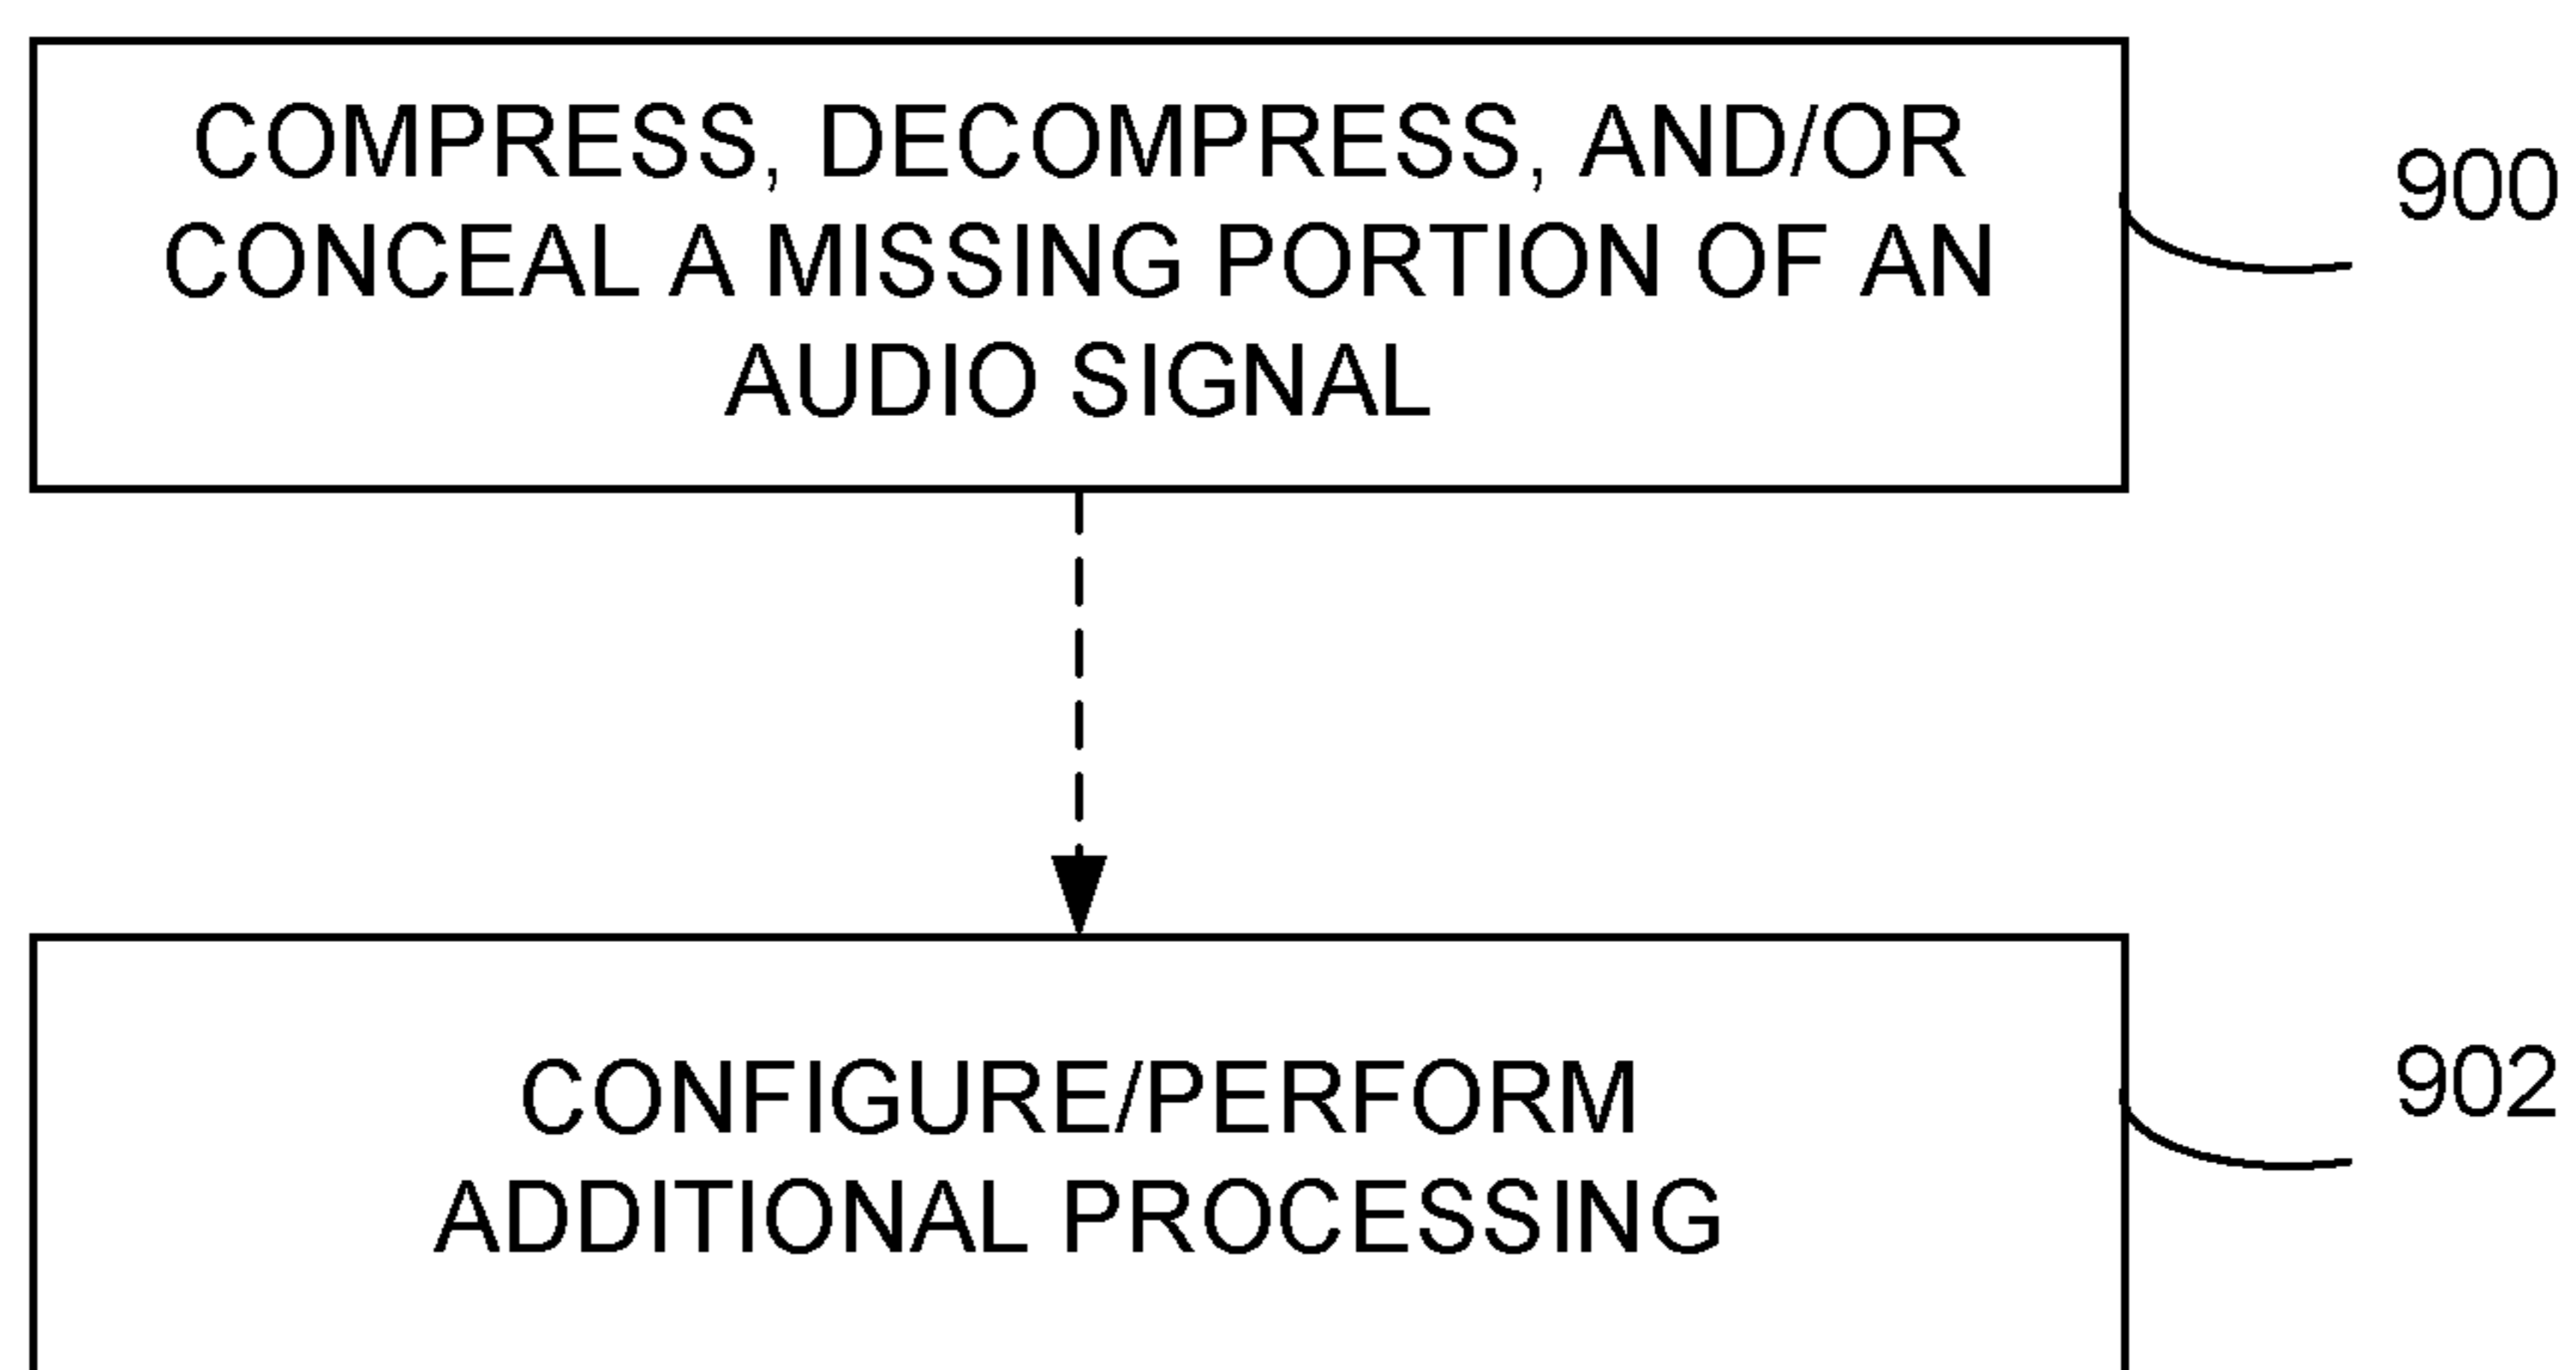 COMPRESS, DECOMPRESS, AND/OR
CONCEAL A MISSING PORTION OF AN
AUDIO SIGNAL
900
CONFIGURE/PERFORM
ADDITIONAL PROCESSING
902